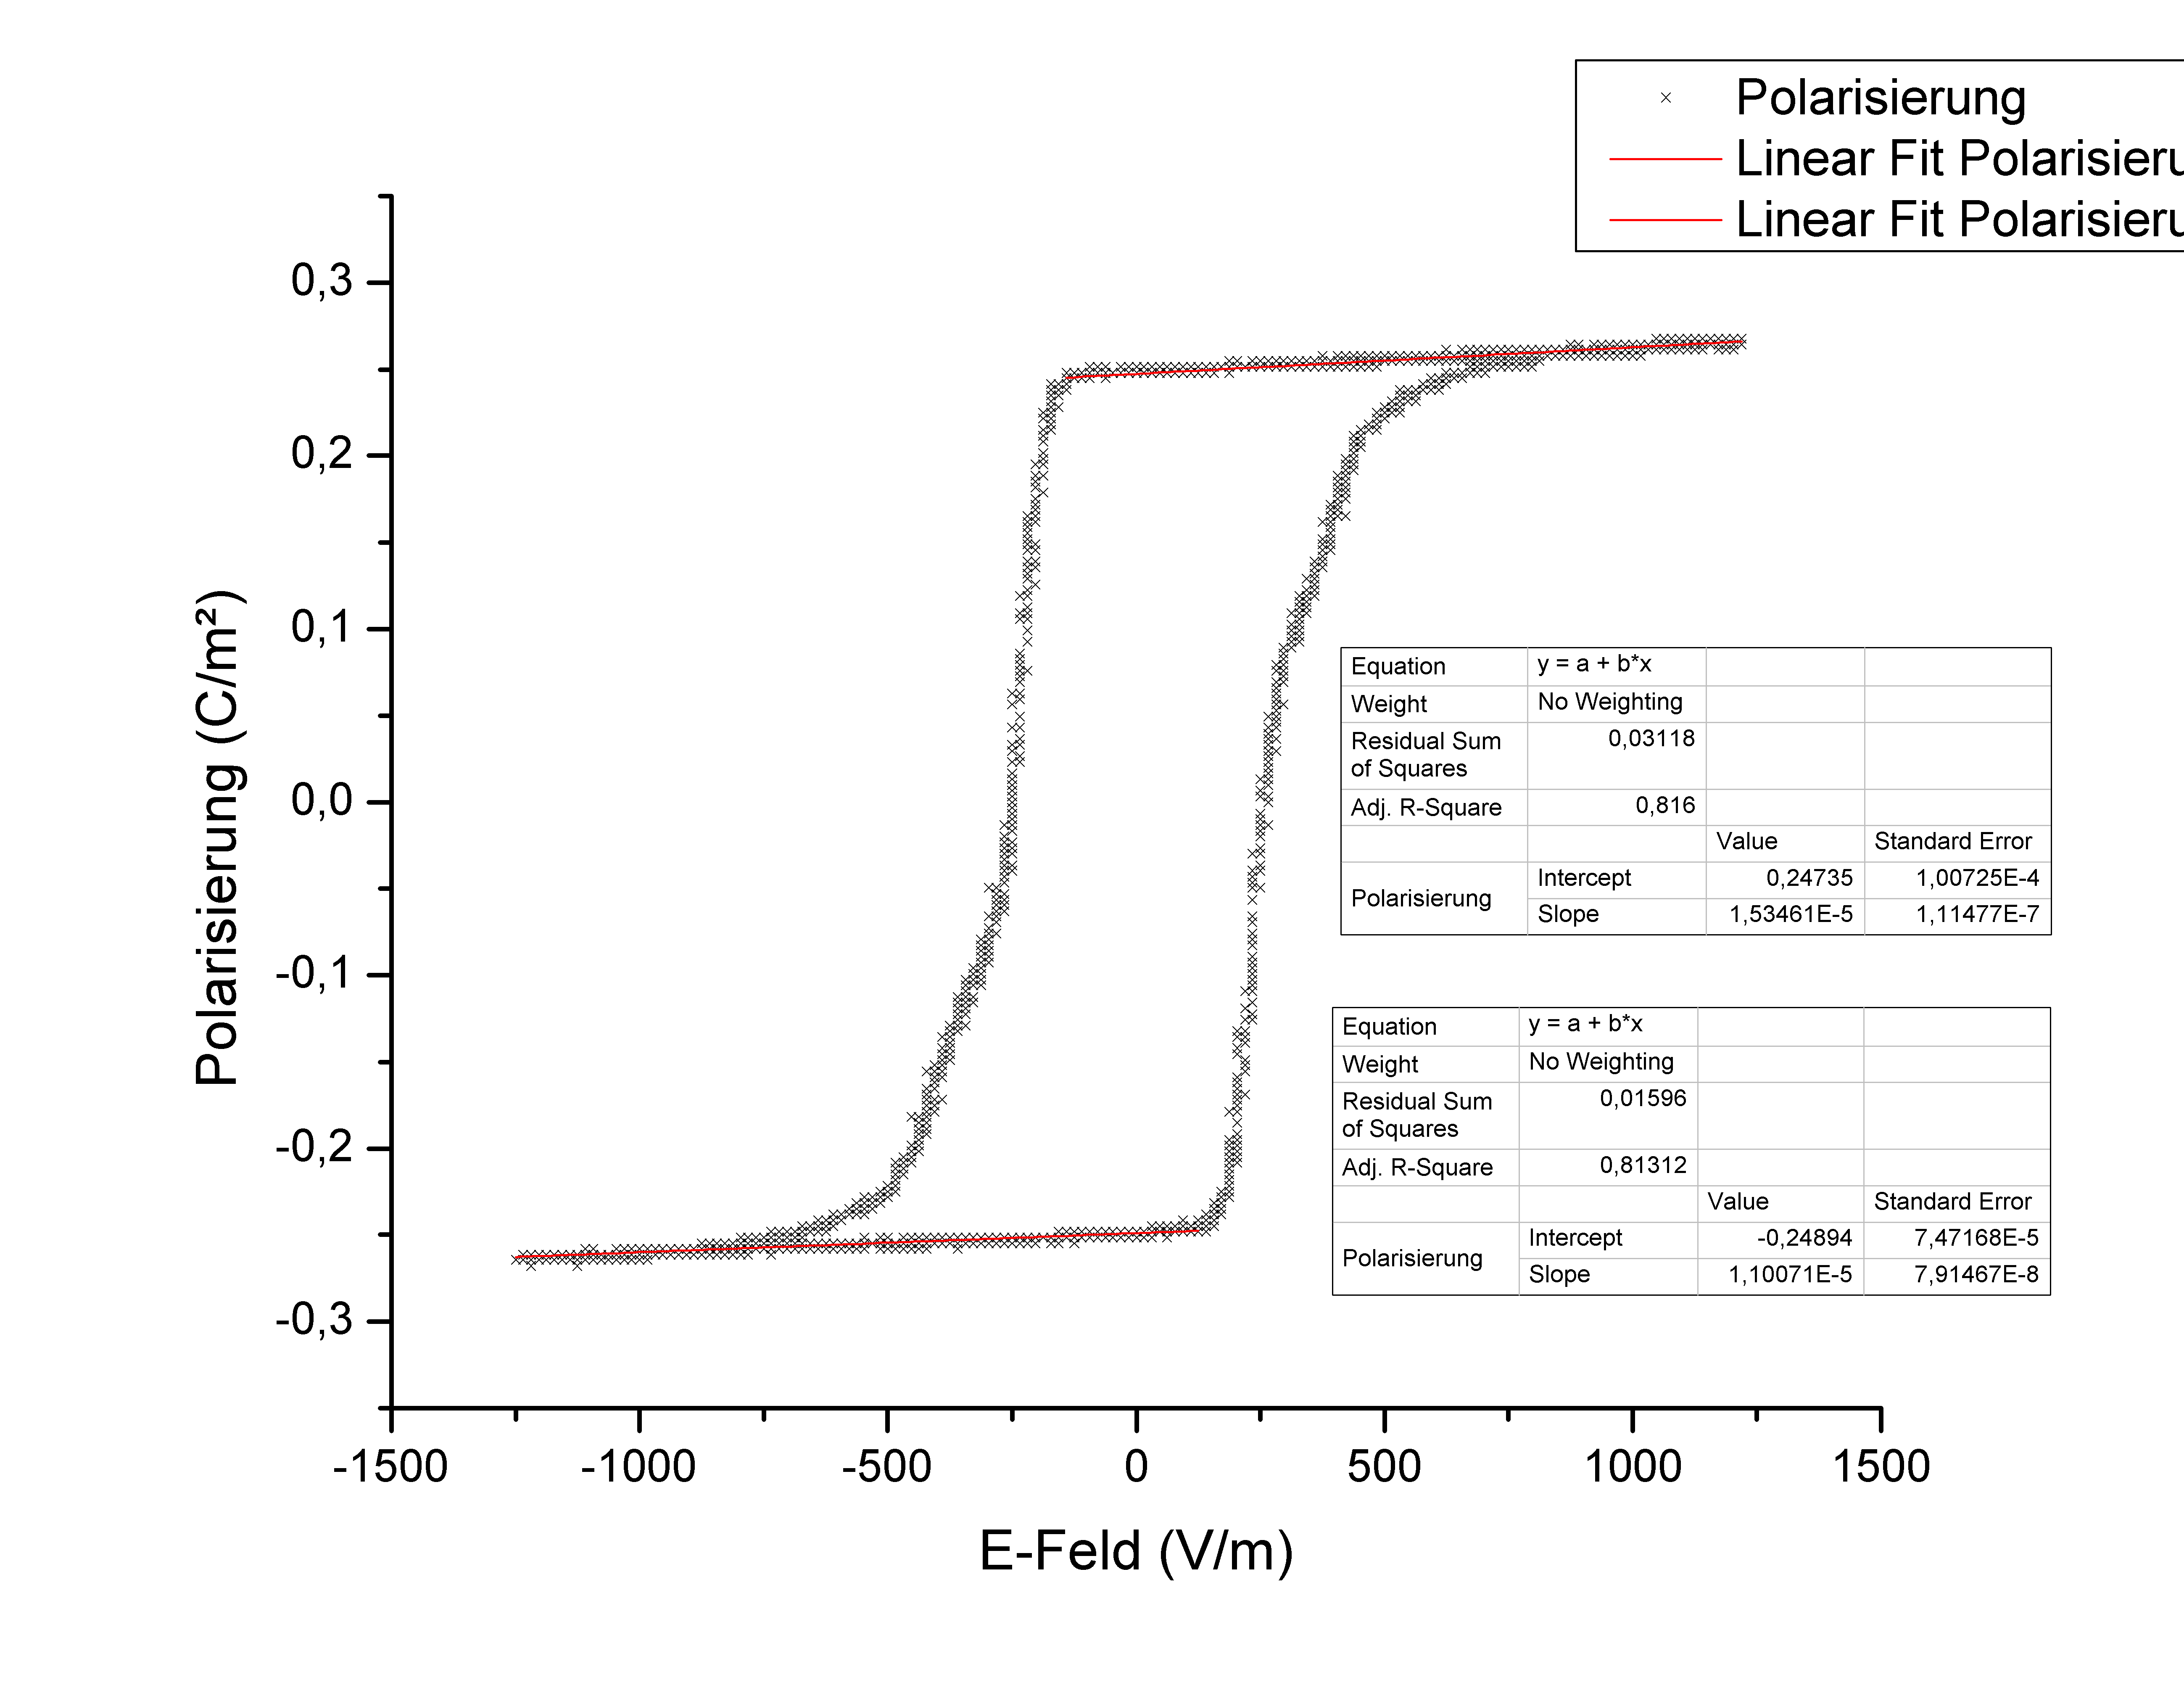 Polarisierung
Linear Fit Polarisieru
Linear Fit Polarisieru
Polarisierung (C/m²)
0,3
0,2
0,1
0,0
-0,1
-0,2
-0,3
Equation y = a + b*x
Weight No Weighting
Residual Sum of Squares 0,03118
Adj. R-Square 0,816
Value Standard Error
Polarisierung Intercept 0,24735 1,00725E-4
Slope 1,53461E-5 1,11477E-7
Equation y = a + b*x
Weight No Weighting
Residual Sum of Squares 0,01596
Adj. R-Square 0,81312
Value Standard Error
Polarisierung Intercept -0,24894 7,47168E-5
Slope 1,10071E-5 7,91467E-8
-1500 -1000 -500 0 500 1000 1500
E-Feld (V/m)